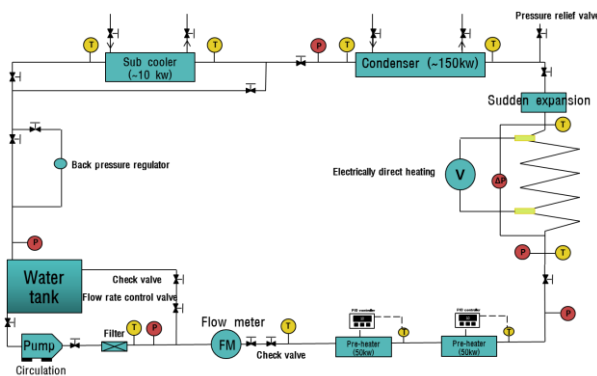 Pressure relief valve
T
T
P
T
Sub cooler
(~10 kw)
Condenser (~150kw)
Sudden expansion
T
Back pressure regulator
Electrically direct heating
V
ΔP
P
P
T
Water
tank
Check valve
Flow rate control valve
P
Flow meter
Filter
T
P
T
Pump
FM
Check valve
T
T
Pre-heater
(50kw)
Pre-heater
(50kw)
Circulation